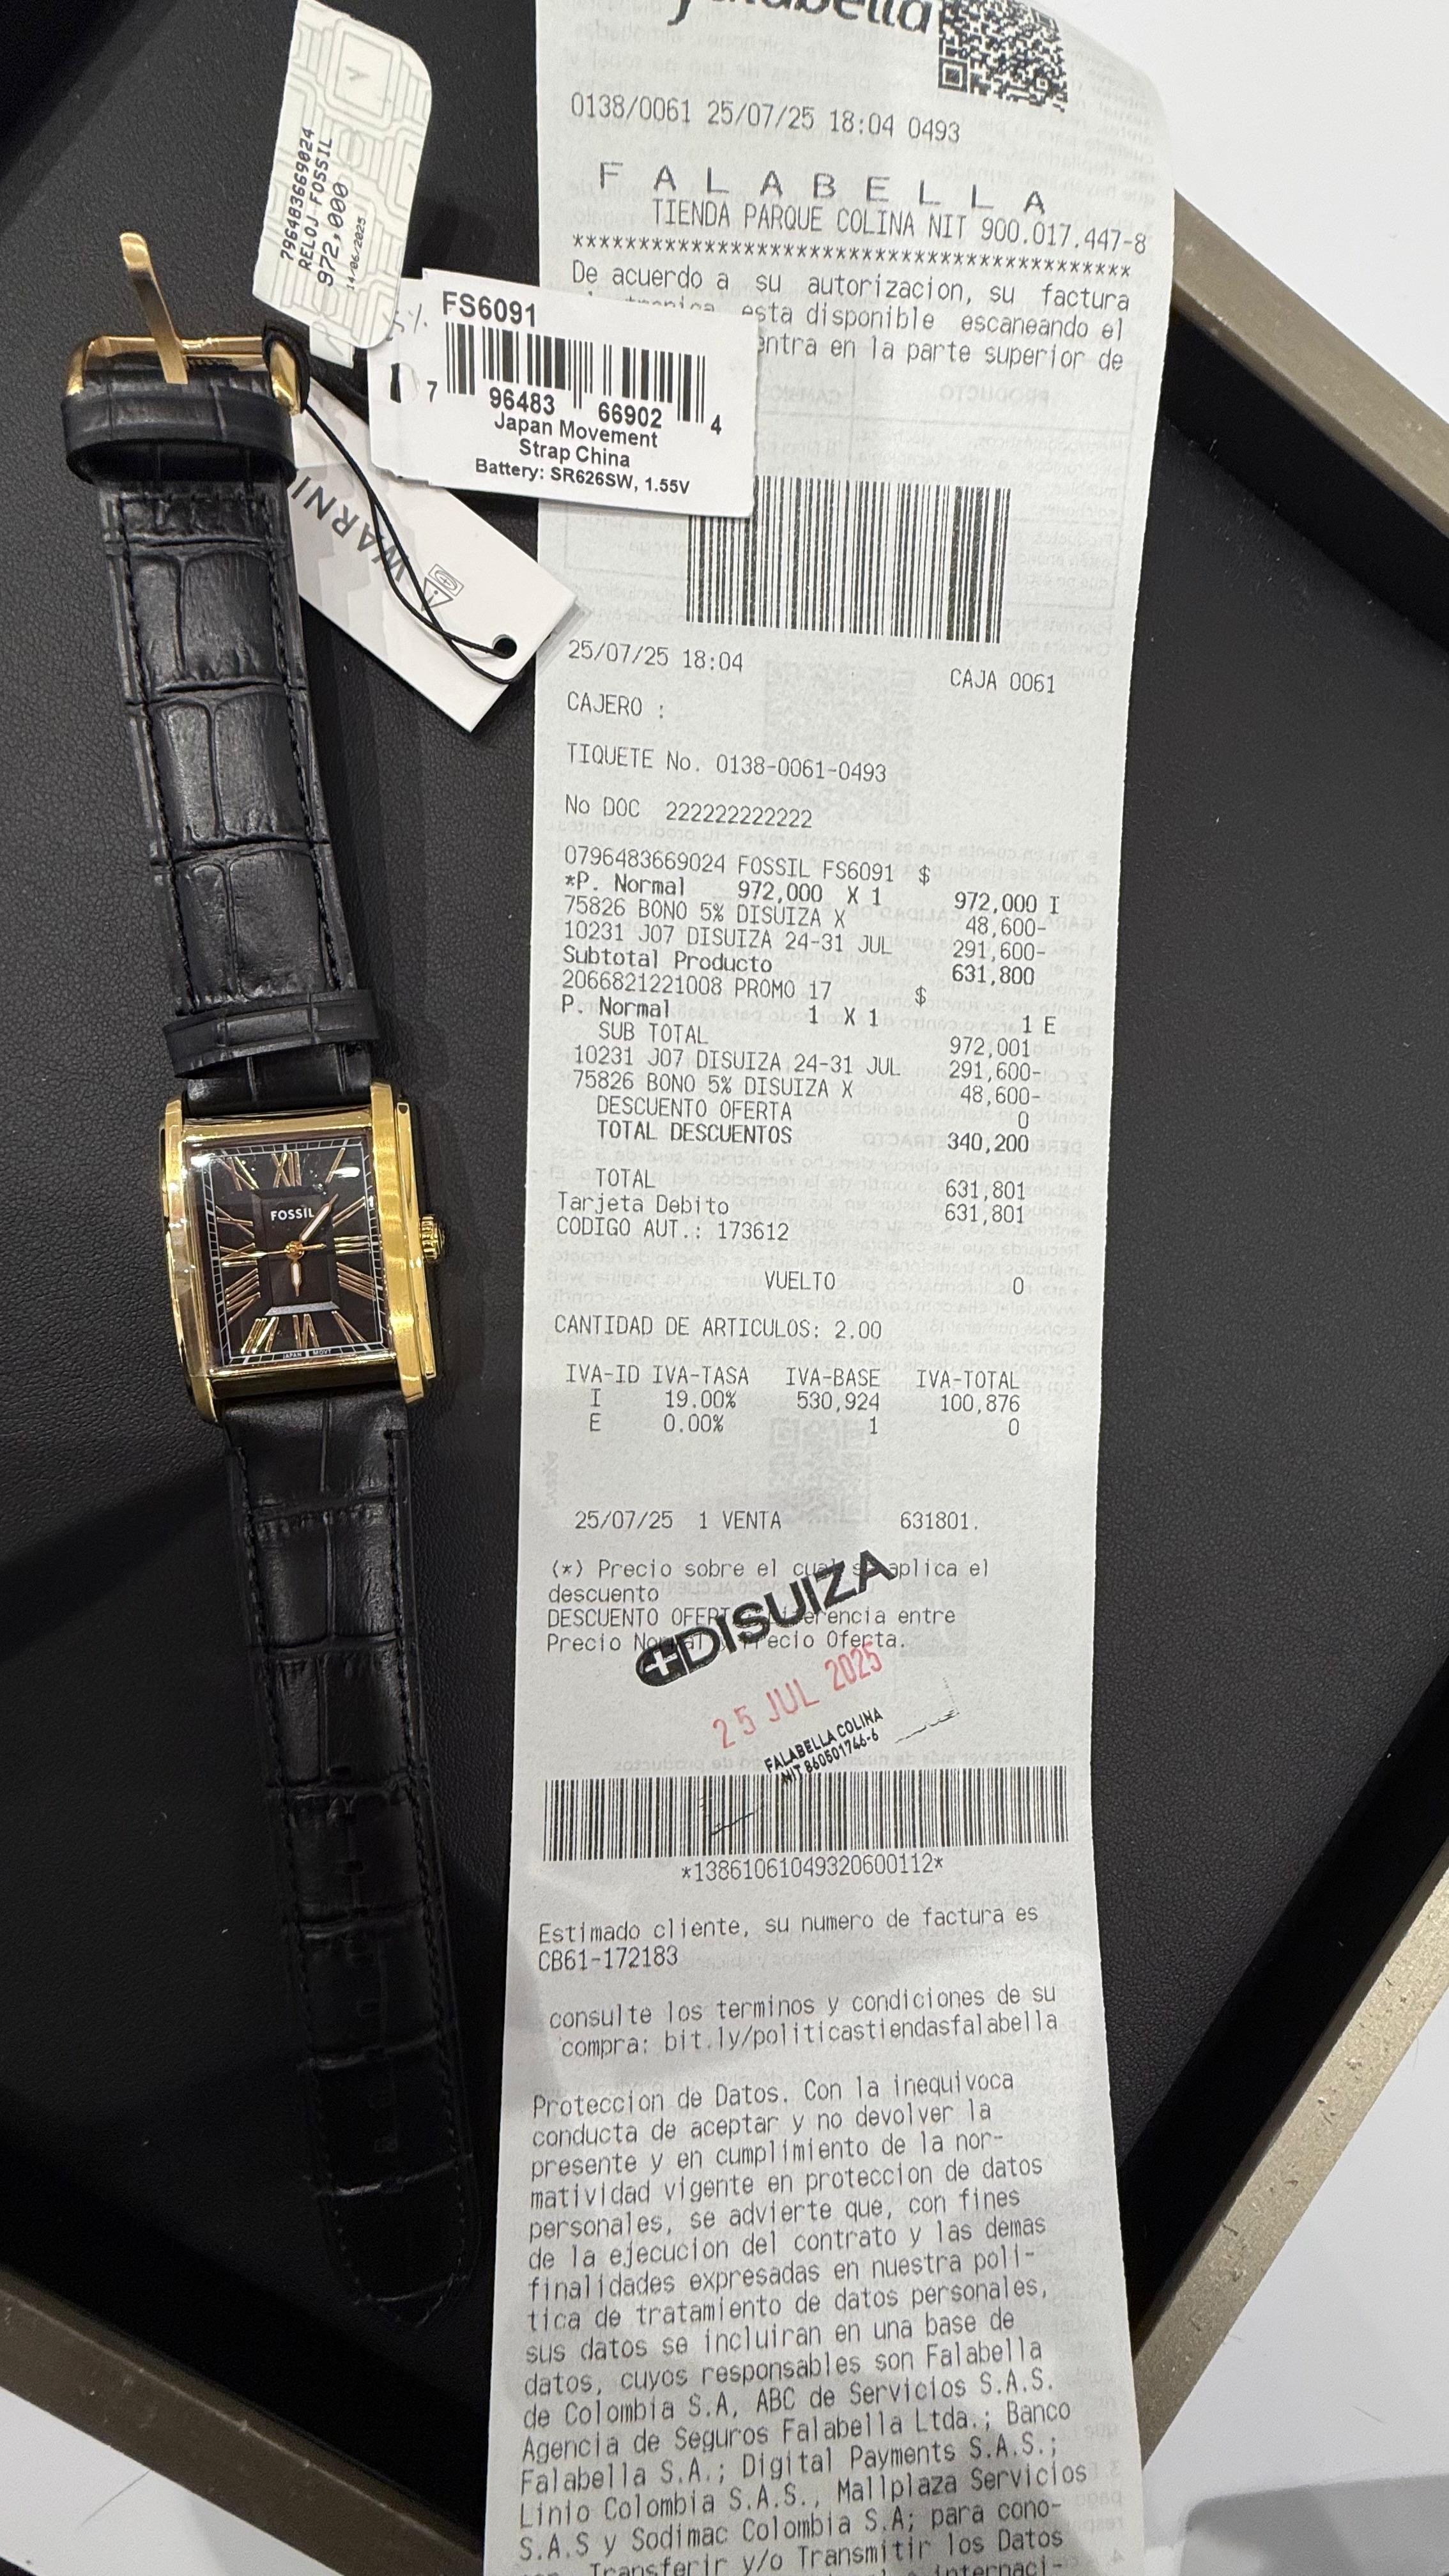 falabella
0138/0061 25/07/25 18:04 0493
F A L A B E L L A
TIENDA PARQUE COLINA NIT 900.017.447-8
******************************************
De acuerdo a su autorizacion, su factura
esta disponible escaneando el
entra en la parte superior de
25/07/25 18:04 CAJA 0061
CAJERO :
TIQUETE No. 0138-0061-0493
No DOC 222222222222
0796483669024 FOSSIL FS6091 $
*P. Normal 972,000 X 1 972,000 I
75826 BONO 5% DISUIZA X 48,600-
10231 J07 DISUIZA 24-31 JUL 291,600-
Subtotal Producto 631,800
2066821221008 PROMO 17 $
P. Normal 1 X 1 1 E
SUB TOTAL 972,001
10231 J07 DISUIZA 24-31 JUL 291,600-
75826 BONO 5% DISUIZA X 48,600-
DESCUENTO OFERTA 0
TOTAL DESCUENTOS 340,200
TOTAL 631,801
Tarjeta Debito 631,801
CODIGO AUT.: 173612
VUELTO 0
CANTIDAD DE ARTICULOS: 2.00
IVA-ID IVA-TASA IVA-BASE IVA-TOTAL
I 19.00% 530,924 100,876
E 0.00% 1 0
25/07/25 1 VENTA 631801.
(*) Precio sobre el cual se aplica el
descuento
DESCUENTO OFERTA Diferencia entre
Precio Normal y Precio Oferta.
DISUIZA
25 JUL 2025
FALABELLA COLINA
NIT 860501746-6
*13861061049320600112*
Estimado cliente, su numero de factura es
CB61-172183
consulte los terminos y condiciones de su
compra: bit.ly/politicastiendasfalabella
Proteccion de Datos. Con la inequivoca
conducta de aceptar y no devolver la
presente y en cumplimiento de la nor-
matividad vigente en proteccion de datos
personales, se advierte que, con fines
de la ejecucion del contrato y las demas
finalidades expresadas en nuestra poli-
tica de tratamiento de datos personales,
sus datos se incluiran en una base de
datos, cuyos responsables son Falabella
de Colombia S.A, ABC de Servicios S.A.S.
Agencia de Seguros Falabella Ltda.; Banco
Falabella S.A.; Digital Payments S.A.S.;
Linio Colombia S.A.S., Mallplaza Servicios
S.A.S y Sodimac Colombia S.A; para cono-
Transferir y/o Transmitir los Datos
internaci-
796483669024
RELOJ FOSSIL
972,000
14/06/2025
5%
FS6091
7 96483 66902 4
Japan Movement
Strap China
Battery: SR626SW, 1.55V
WARNI
XII
FOSSIL
JAPAN MOVT